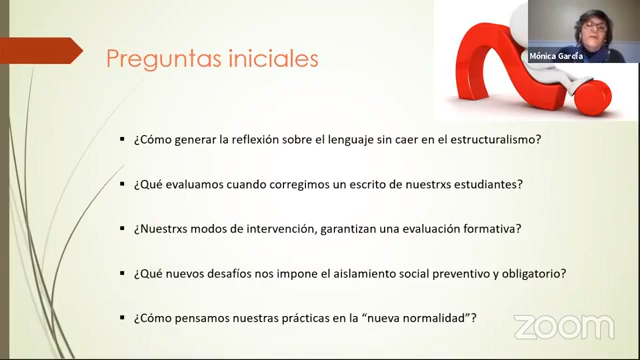 Mónica García
Preguntas iniciales
¿Cómo generar la reflexión sobre el lenguaje sin caer en el estructuralismo?
¿Qué evaluamos cuando corregimos un escrito de nuestrxs estudiantes?
¿Nuestrxs modos de intervención, garantizan una evaluación formativa?
¿Qué nuevos desafíos nos impone el aislamiento social preventivo y obligatorio?
¿Cómo pensamos nuestras prácticas en la “nueva normalidad”?
zoom